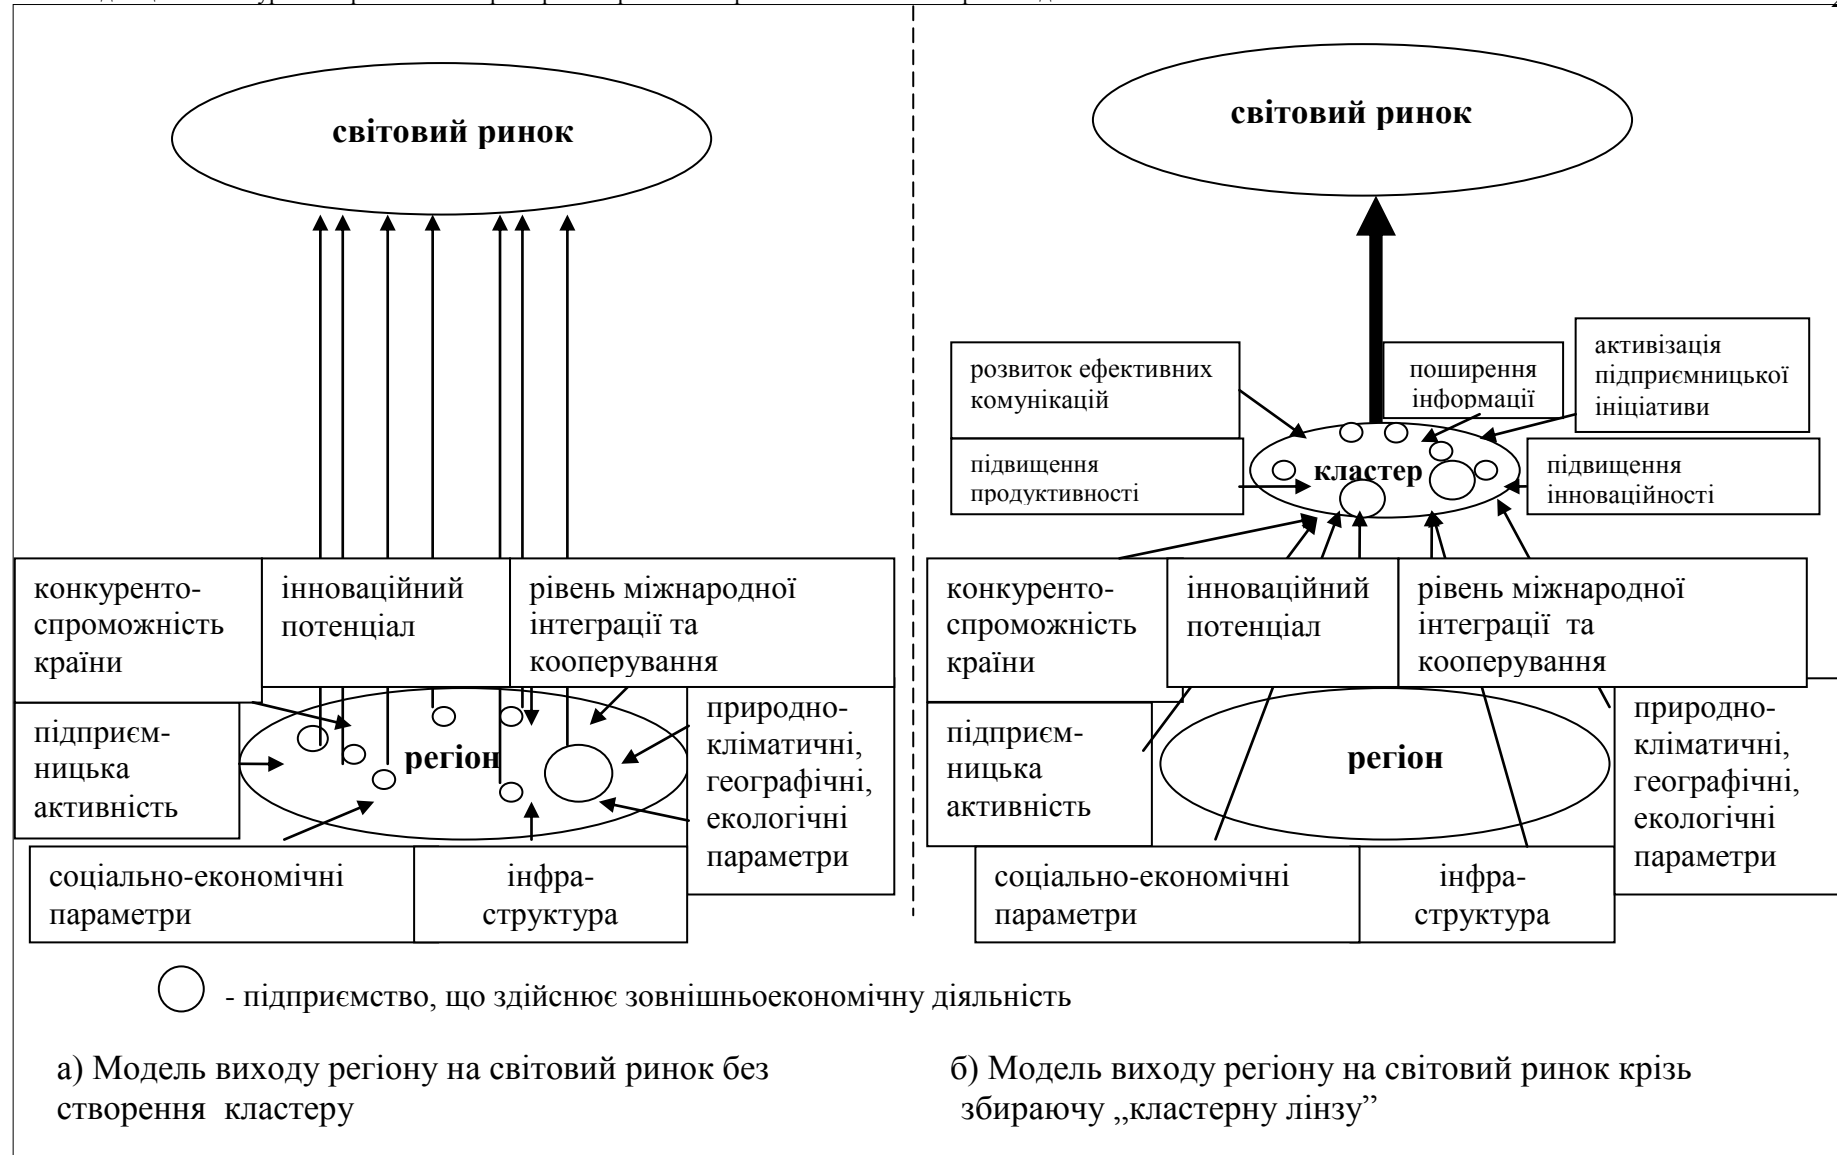 світовий ринок
конкуренто-
спроможність
країни
інноваційний
потенціал
рівень міжнародної
інтеграції та
кооперування
підприєм-
ницька
активність
регіон
природно-
кліматичні,
географічні,
екологічні
параметри
соціально-економічні
параметри
інфра-
структура
світовий ринок
розвиток ефективних
комунікацій
поширення
інформації
активізація
підприємницької
ініціативи
підвищення
продуктивності
кластер
підвищення
інноваційності
конкуренто-
спроможність
країни
інноваційний
потенціал
рівень міжнародної
інтеграції та
кооперування
підприєм-
ницька
активність
регіон
природно-
кліматичні,
географічні,
екологічні
параметри
соціально-економічні
параметри
інфра-
структура
- підприємство, що здійснює зовнішньоекономічну діяльність
а) Модель виходу регіону на світовий ринок без
створення кластеру
б) Модель виходу регіону на світовий ринок крізь
збираючу „кластерну лінзу”